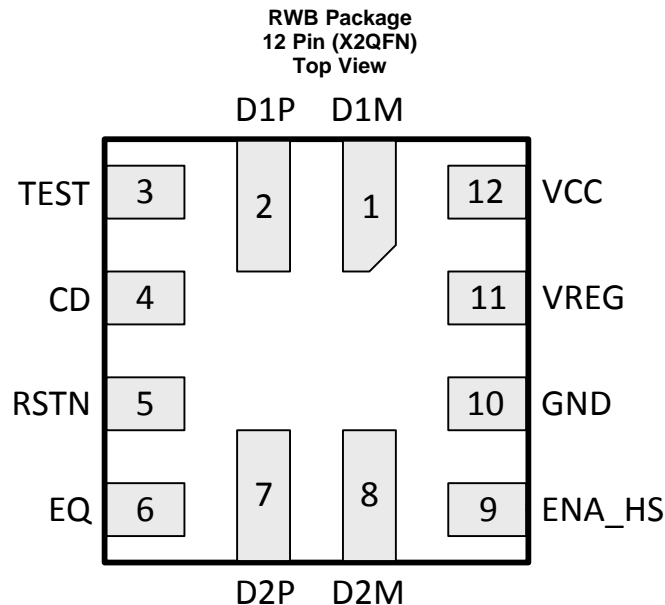 RWB Package
12 Pin (X2QFN)
Top View
D1P D1M
TEST 3 2 1 12 VCC
CD 4 11 VREG
RSTN 5 10 GND
EQ 6 7 8 9 ENA_HS
D2P D2M